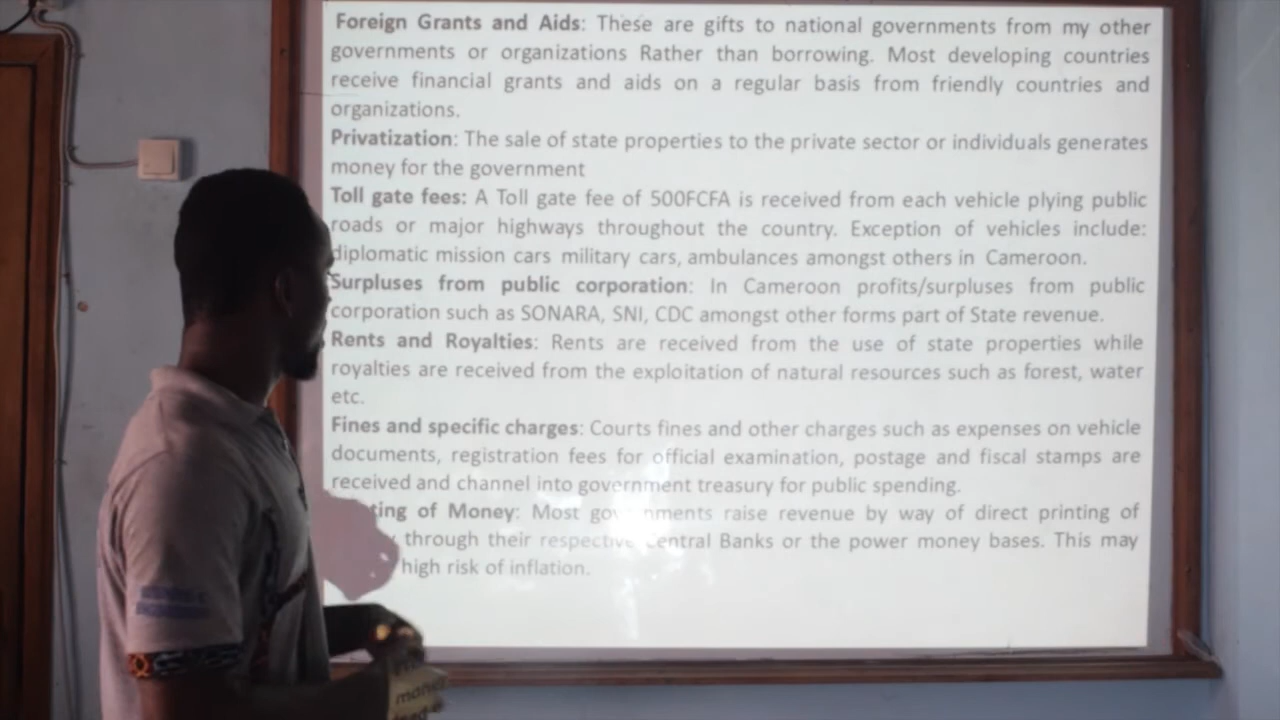 Foreign Grants and Aids: These are gifts to national governments from my other
governments or organizations Rather than borrowing. Most developing countries
receive financial grants and aids on a regular basis from friendly countries and
organizations.
Privatization: The sale of state properties to the private sector or individuals generates
money for the government
Toll gate fees: A Toll gate fee of 500FCFA is received from each vehicle plying public
roads or major highways throughout the country. Exception of vehicles include:
diplomatic mission cars military cars, ambulances amongst others in Cameroon.
Surpluses from public corporation: In Cameroon profits/surpluses from public
corporation such as SONARA, SNI, CDC amongst other forms part of State revenue.
Rents and Royalties: Rents are received from the use of state properties while
royalties are received from the exploitation of natural resources such as forest, water
etc.
Fines and specific charges: Courts fines and other charges such as expenses on vehicle
documents, registration fees for official examination, postage and fiscal stamps are
received and channel into government treasury for public spending.
of Money: Most governments raise revenue by way of direct printing of
through their respective Central Banks or the power money bases. This may
high risk of inflation.